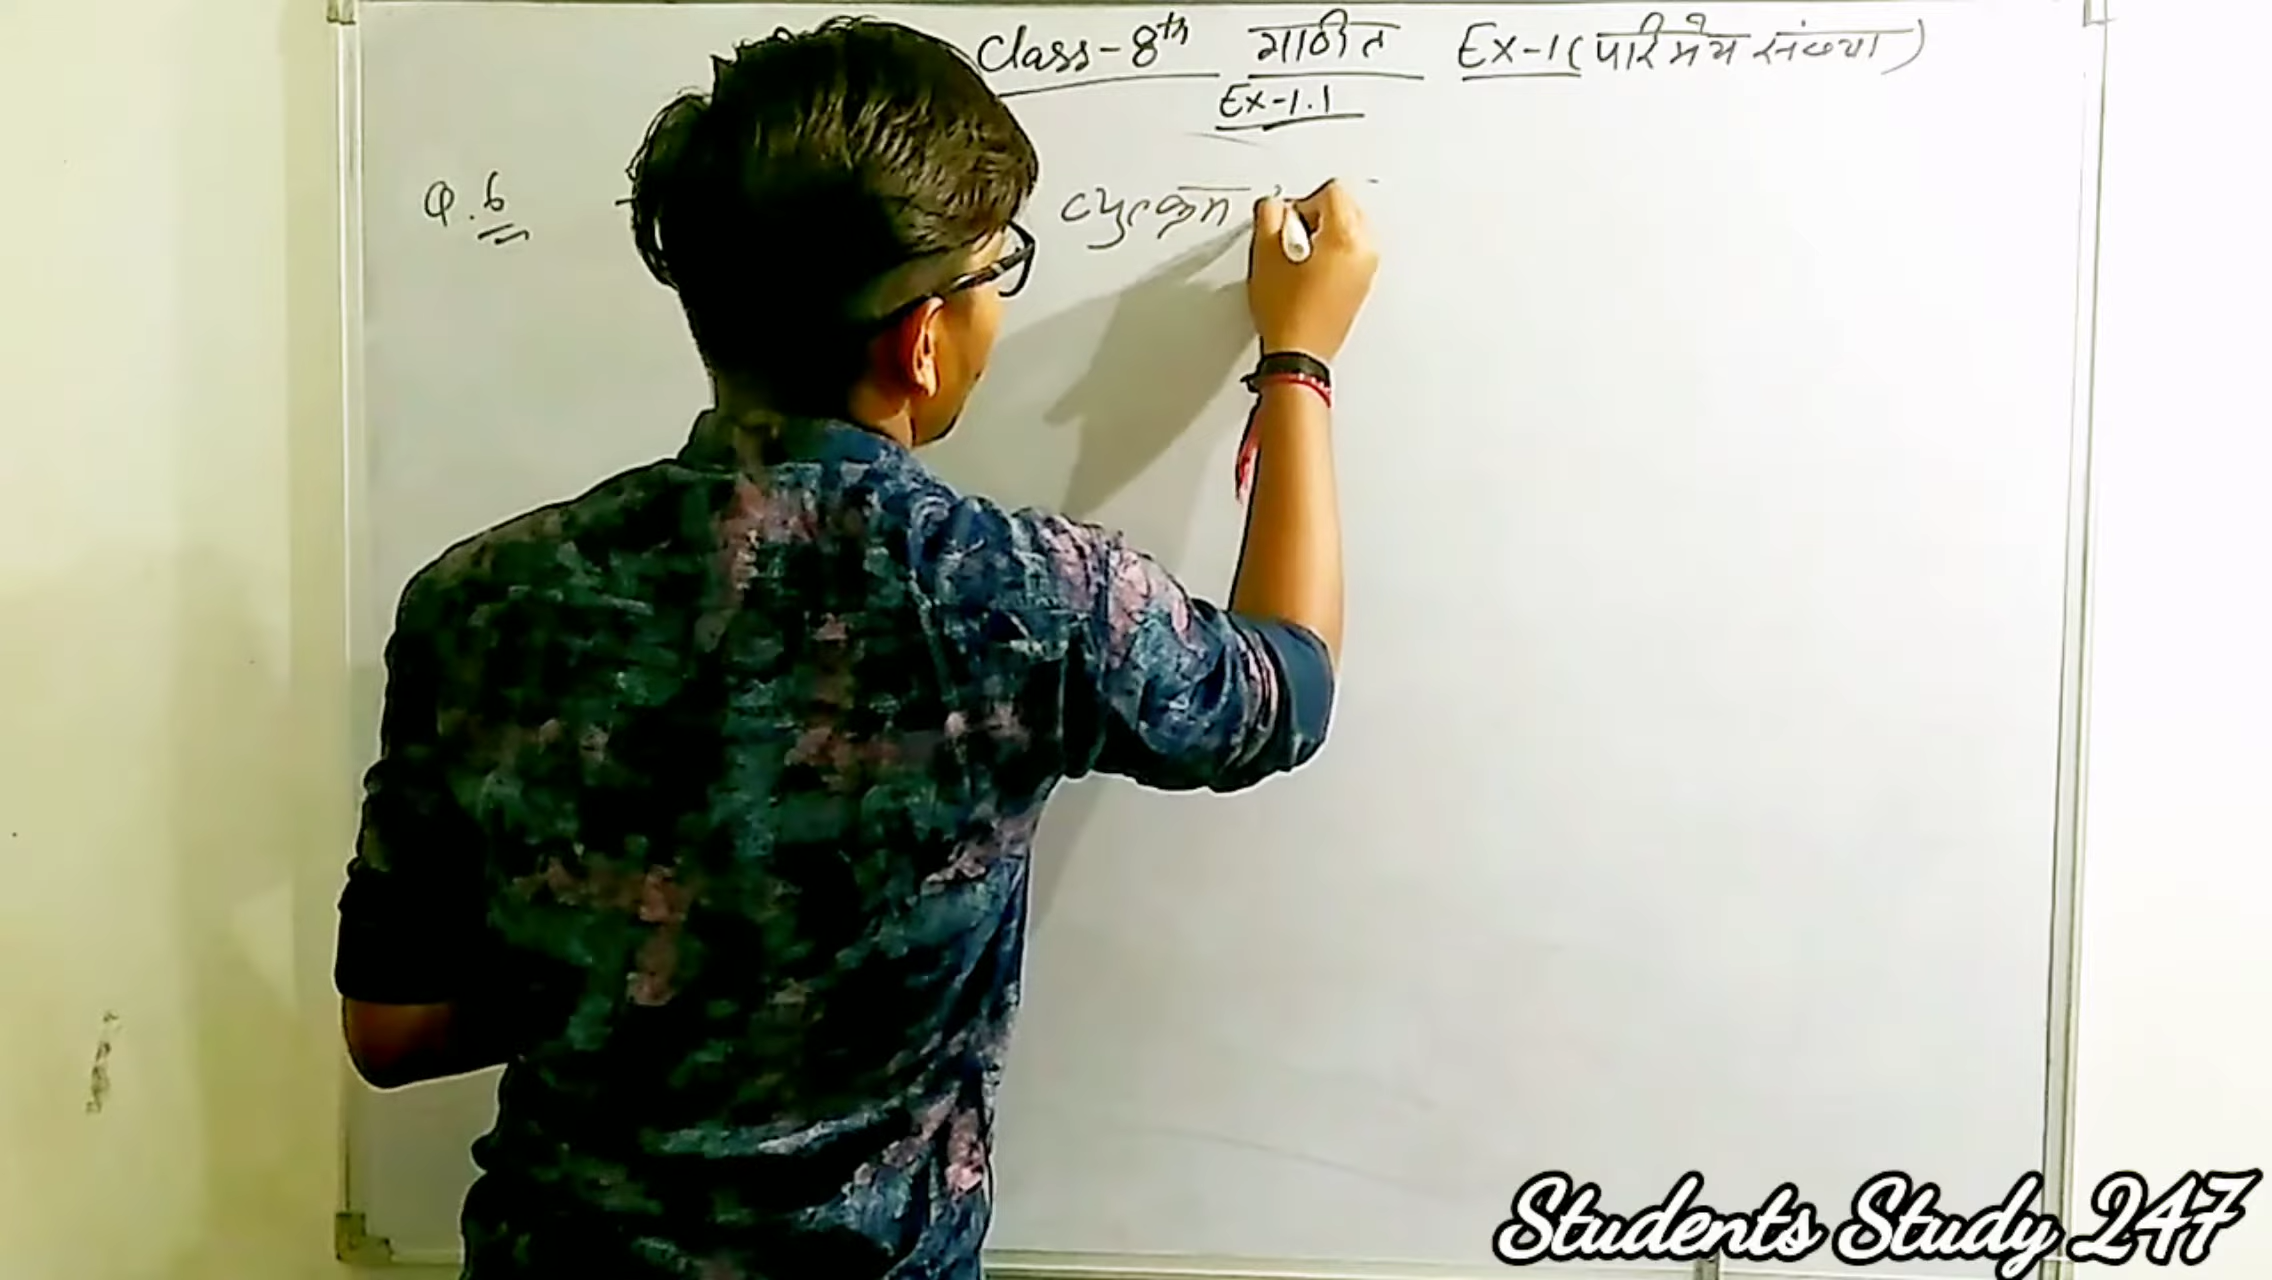 Class-8th गणित Ex-1 (परिमेय संख्या)
Ex-1.1
Q.6 व्युत्क्रम
Students Study 247